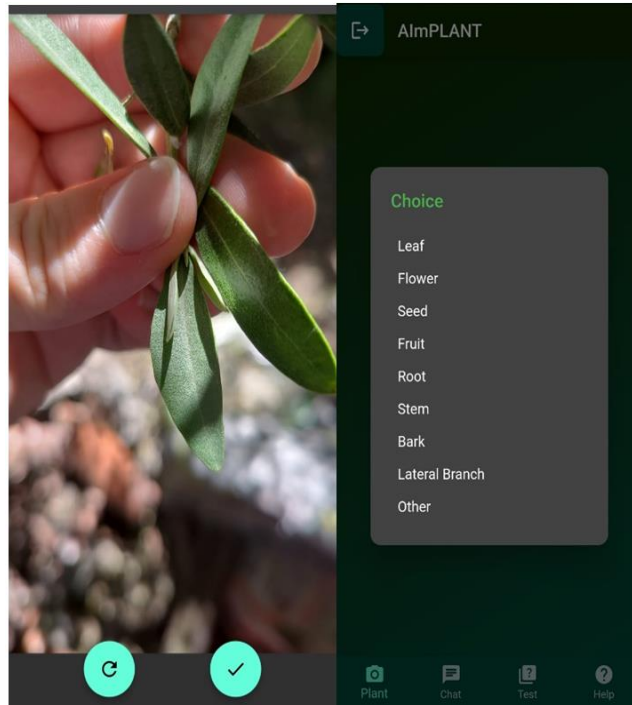 AImPLANT
Choice
Leaf
Flower
Seed
Fruit
Root
Stem
Bark
Lateral Branch
Other
Plant
Chat
Test
Help